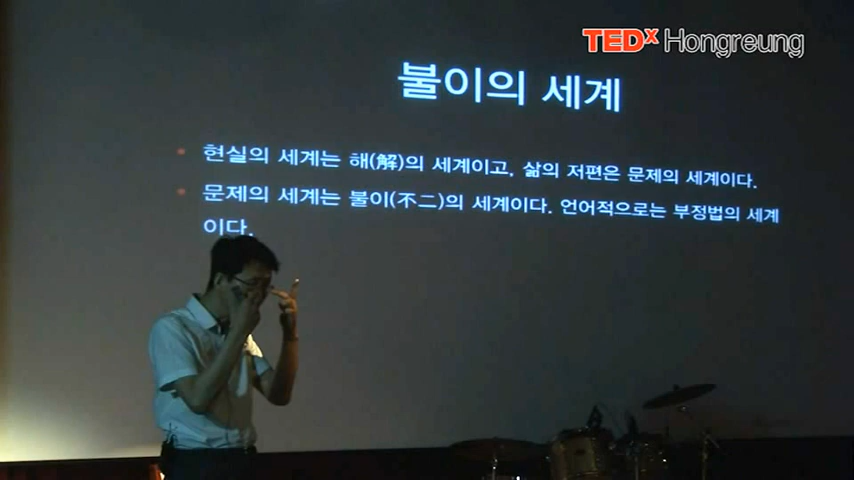 TEDx Hongreung
불이의 세계
현실의 세계는 해(解)의 세계이고, 삶의 저편은 문제의 세계이다.
문제의 세계는 불이(不二)의 세계이다. 언어적으로는 부정법의 세계
이다.